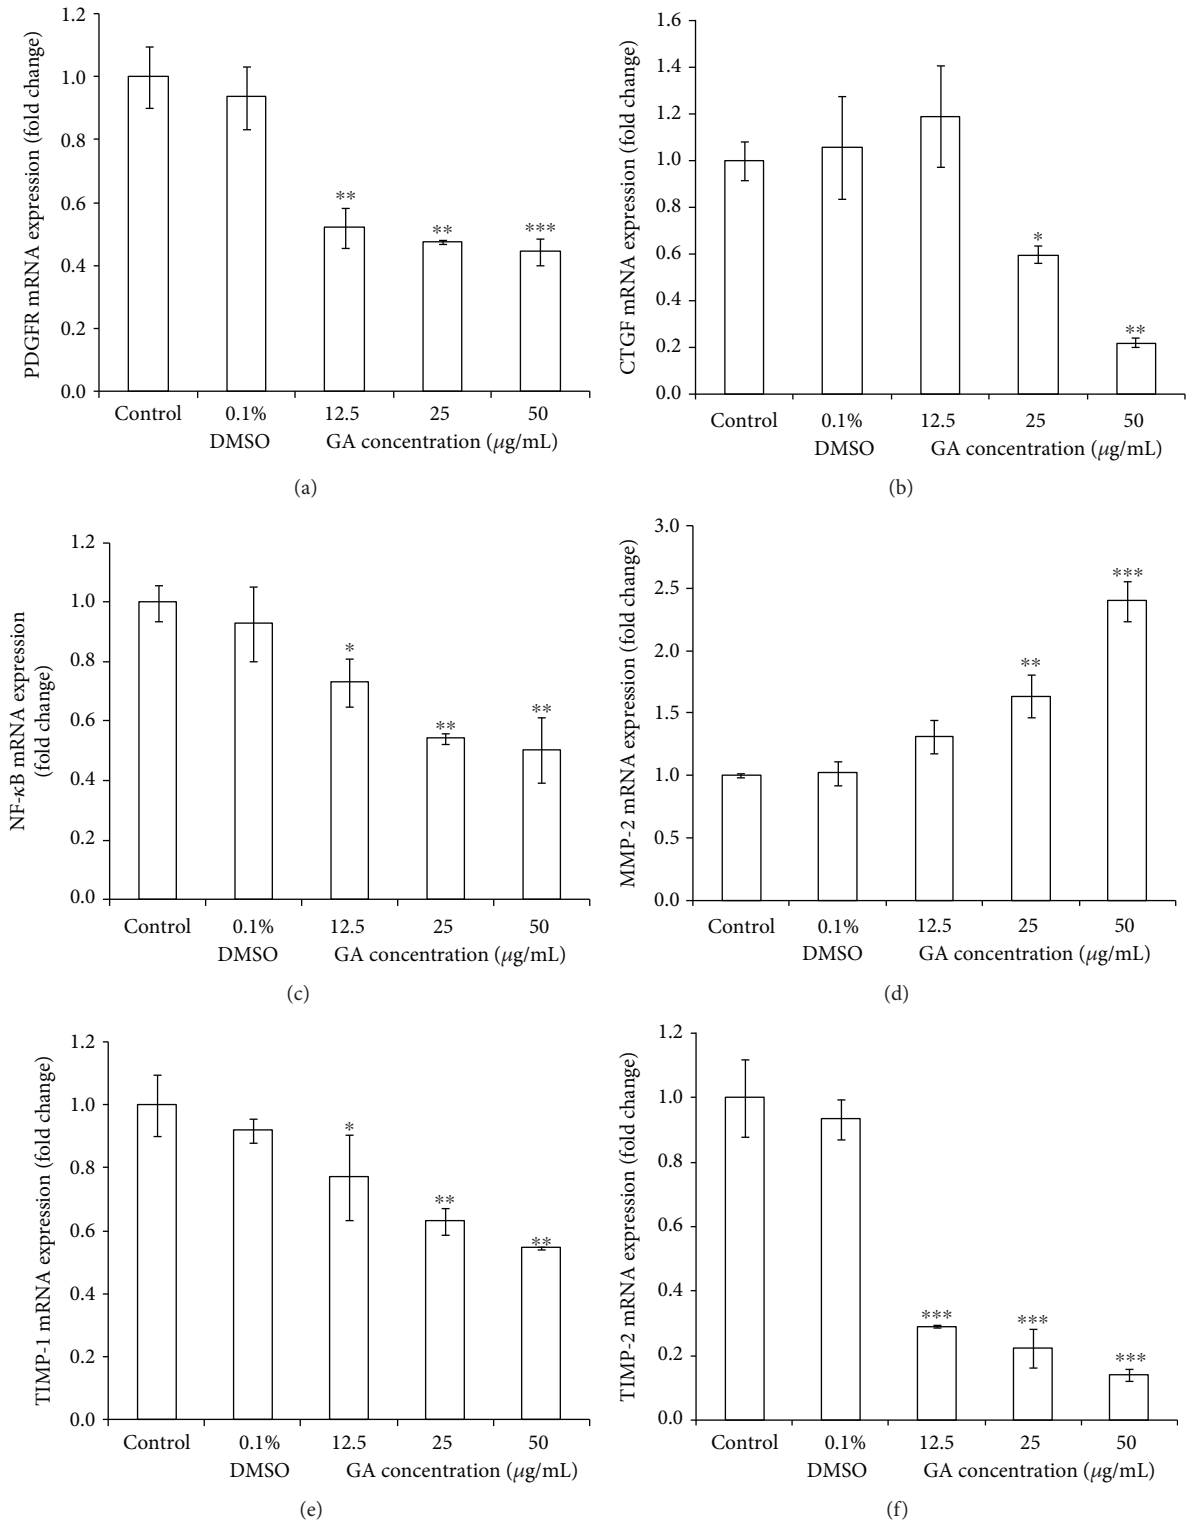 PDGFR mRNA expression (fold change)
1.2
1.0
0.8
0.6
0.4
0.2
0.0
**
**
***
Control
0.1%
12.5
25
50
DMSO
GA concentration (μg/mL)
(a)
CTGF mRNA expression (fold change)
1.6
1.4
1.2
1.0
0.8
0.6
0.4
0.2
0.0
*
**
Control
0.1%
12.5
25
50
DMSO
GA concentration (μg/mL)
(b)
NF-κB mRNA expression
(fold change)
1.2
1.0
0.8
0.6
0.4
0.2
0.0
*
**
**
Control
0.1%
12.5
25
50
DMSO
GA concentration (μg/mL)
(c)
MMP-2 mRNA expression (fold change)
3.0
2.5
2.0
1.5
1.0
0.5
0.0
**
***
Control
0.1%
12.5
25
50
DMSO
GA concentration (μg/mL)
(d)
TIMP-1 mRNA expression (fold change)
1.2
1.0
0.8
0.6
0.4
0.2
0.0
*
**
**
Control
0.1%
12.5
25
50
DMSO
GA concentration (μg/mL)
(e)
TIMP-2 mRNA expression (fold change)
1.2
1.0
0.8
0.6
0.4
0.2
0.0
***
***
***
Control
0.1%
12.5
25
50
DMSO
GA concentration (μg/mL)
(f)